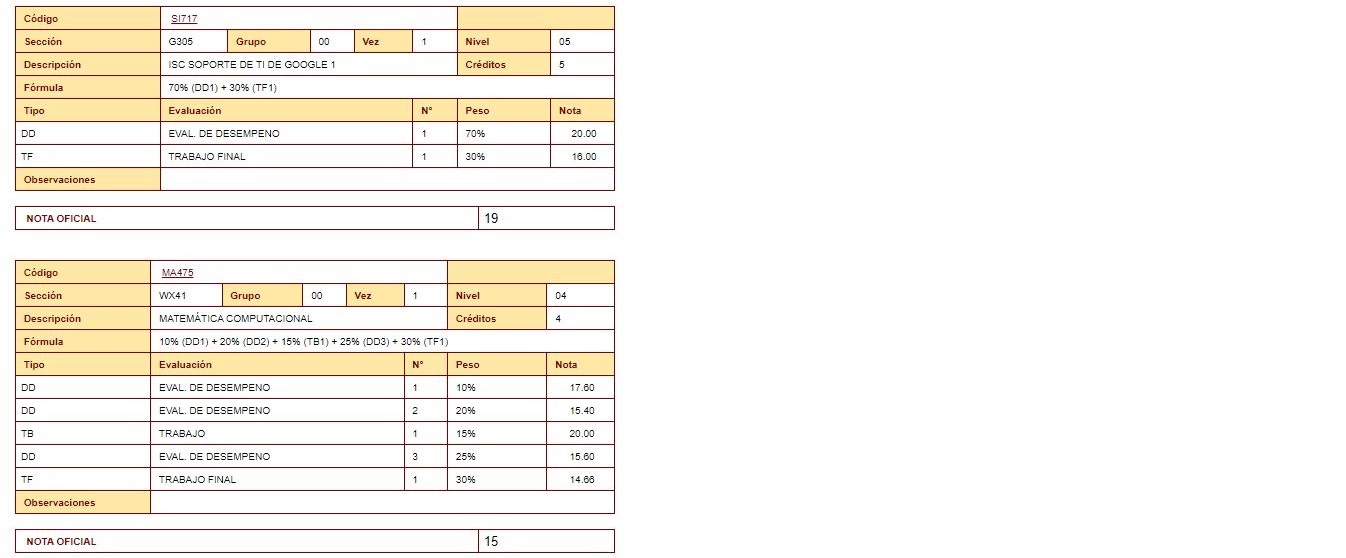 Código SI717
Sección G305 Grupo 00 Vez 1 Nivel 05
Descripción ISC SOPORTE DE TI DE GOOGLE 1 Créditos 5
Fórmula 70% (DD1) + 30% (TF1)
Tipo Evaluación N° Peso Nota
DD EVAL. DE DESEMPENO 1 70% 20.00
TF TRABAJO FINAL 1 30% 16.00
Observaciones
NOTA OFICIAL 19
Código MA475
Sección WX41 Grupo 00 Vez 1 Nivel 04
Descripción MATEMÁTICA COMPUTACIONAL Créditos 4
Fórmula 10% (DD1) + 20% (DD2) + 15% (TB1) + 25% (DD3) + 30% (TF1)
Tipo Evaluación N° Peso Nota
DD EVAL. DE DESEMPENO 1 10% 17.60
DD EVAL. DE DESEMPENO 2 20% 15.40
TB TRABAJO 1 15% 20.00
DD EVAL. DE DESEMPENO 3 25% 15.60
TF TRABAJO FINAL 1 30% 14.66
Observaciones
NOTA OFICIAL 15